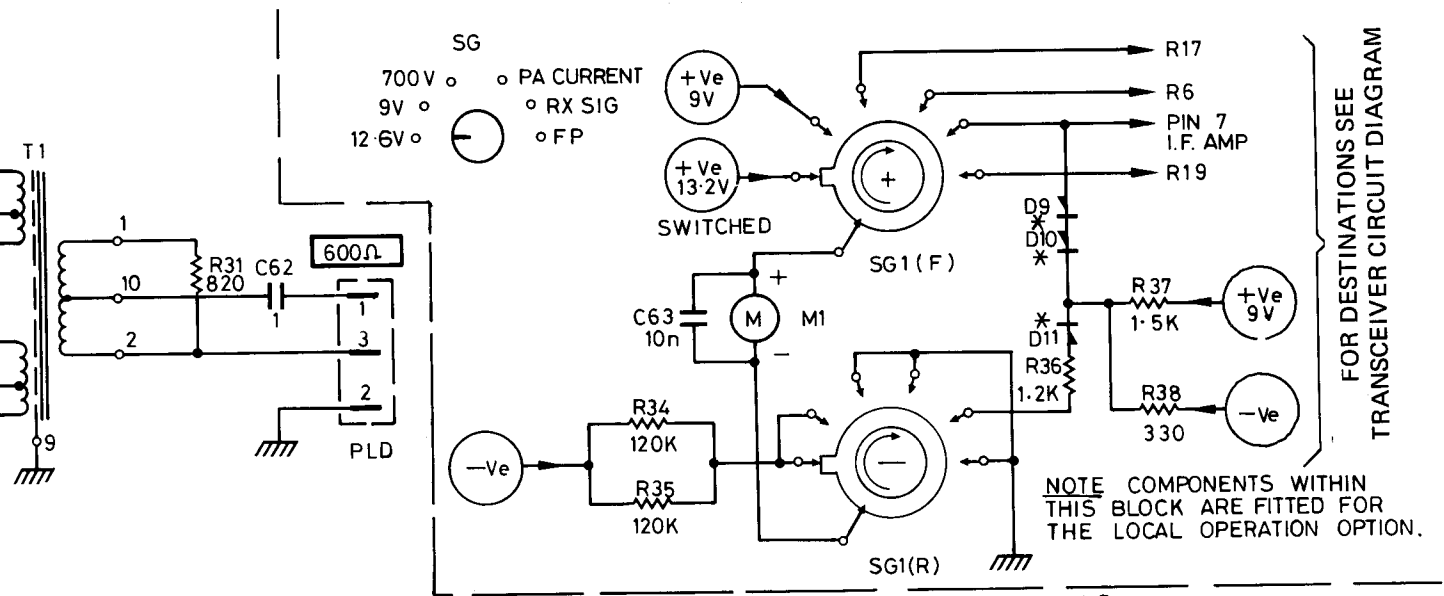 SG
700V
PA CURRENT
9V
RX SIG
12·6V
FP
+Ve
9V
+Ve
13·2V
SWITCHED
R17
R6
PIN 7
I.F. AMP
R19
+
SG1(F)
D9
*
D10
*
T1
1
10
2
9
R31
820
C62
1
600Ω
1
3
2
PLD
C63
10n
+
M
M1
-
R37
1·5K
+Ve
9V
*
D11
R36
1·2K
R38
330
-Ve
-Ve
R34
120K
R35
120K
-
SG1(R)
FOR DESTINATIONS SEE
TRANSCEIVER CIRCUIT DIAGRAM
NOTE COMPONENTS WITHIN
THIS BLOCK ARE FITTED FOR
THE LOCAL OPERATION OPTION.